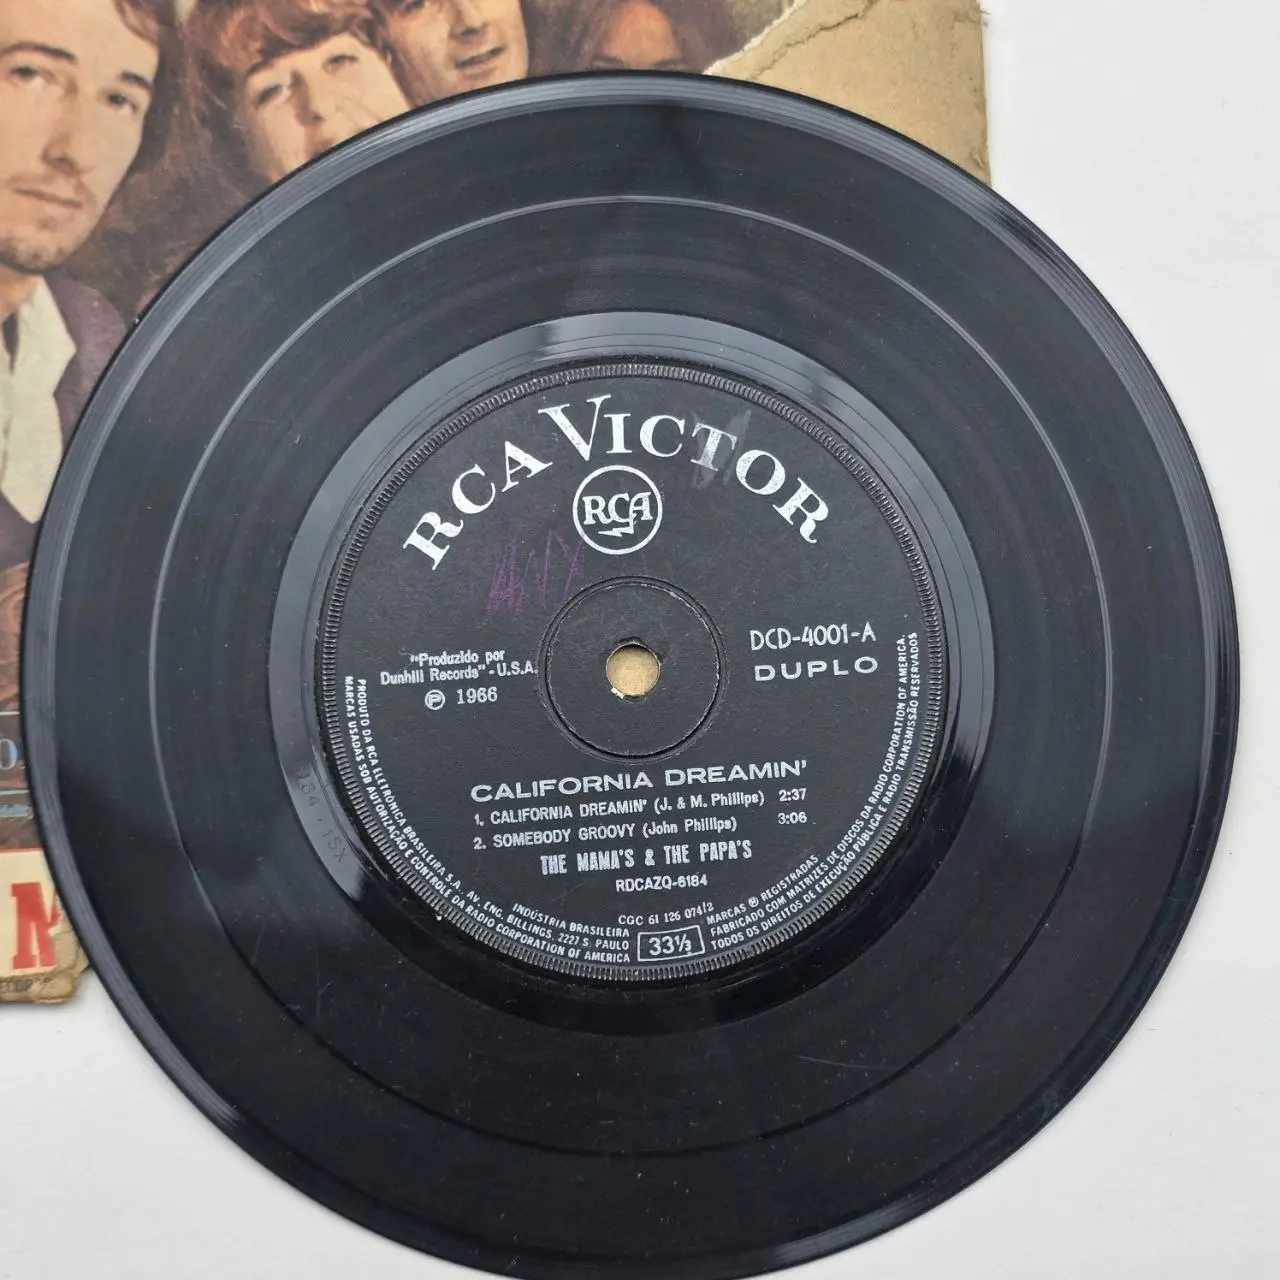 RCA VICTOR
RCA
"Produzido por
Dunhill Records"-U.S.A.
℗ 1966
DCD-4001-A
DUPLO
CALIFORNIA DREAMIN'
1. CALIFORNIA DREAMIN' (J. & M. Phillips) 2:37
2. SOMEBODY GROOVY (John Phillips) 3:06
THE MAMA'S & THE PAPA'S
RDCAZQ-6184
PRODUTO DA RCA ELETRÔNICA BRASILEIRA S.A., AV. ENG. BILLINGS, 2227 S. PAULO
MARCAS USADAS SOB AUTORIZAÇÃO E CONTRÔLE DA RADIO CORPORATION OF AMERICA
INDÚSTRIA BRASILEIRA
CGC 61 126 074/2
33⅓
MARCAS ® REGISTRADAS
FABRICADO COM MATRIZES DE DISCOS DA RADIO CORPORATION OF AMERICA.
TODOS OS DIREITOS DE EXECUÇÃO PÚBLICA E RADIO TRANSMISSÃO RESERVADOS